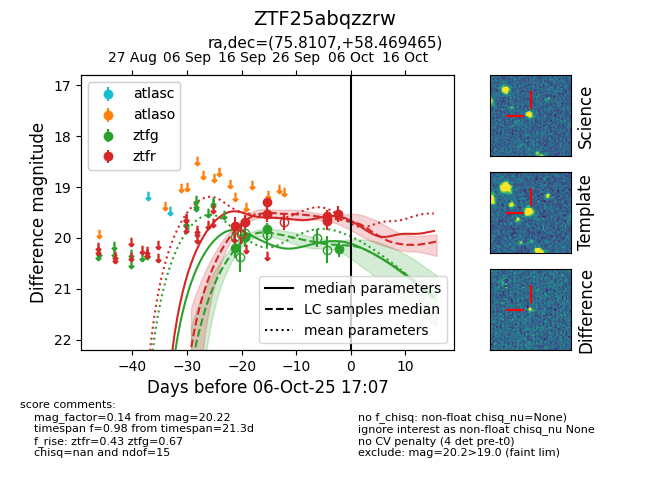 ZTF25abqzzrw
ra,dec=(75.8107,+58.469465)
27 Aug 06 Sep 16 Sep 26 Sep 06 Oct 16 Oct
atlasc
atlaso
ztfg
ztfr
17
18
19
20
21
22
Difference magnitude
median parameters
LC samples median
mean parameters
−40 −30 −20 −10 0 10
Days before 06-Oct-25 17:07
Science
Template
Difference
score comments:
mag_factor=0.14 from mag=20.22
timespan f=0.98 from timespan=21.3d
f_rise: ztfr=0.43 ztfg=0.67
chisq=nan and ndof=15
no f_chisq: non-float chisq_nu=None)
ignore interest as non-float chisq_nu None
no CV penalty (4 det pre-t0)
exclude: mag=20.2>19.0 (faint lim)